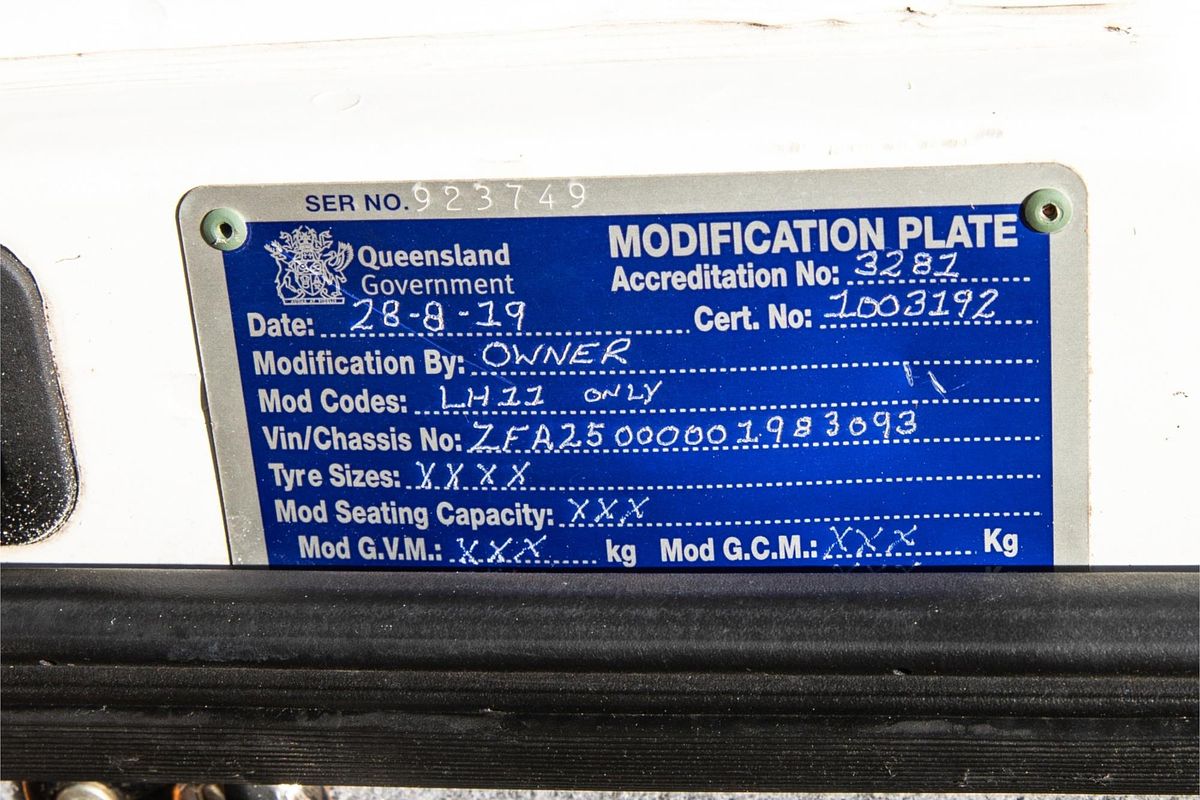 SER NO. 923749
Queensland
Government
MODIFICATION PLATE
Accreditation No: 3281
Date: 28-8-19 Cert. No: 1003192
Modification By: OWNER
Mod Codes: LH11 ONLY
Vin/Chassis No: ZFA25000001983093
Tyre Sizes: XXXX
Mod Seating Capacity: XXX
Mod G.V.M.: XXX kg Mod G.C.M.: XXX Kg